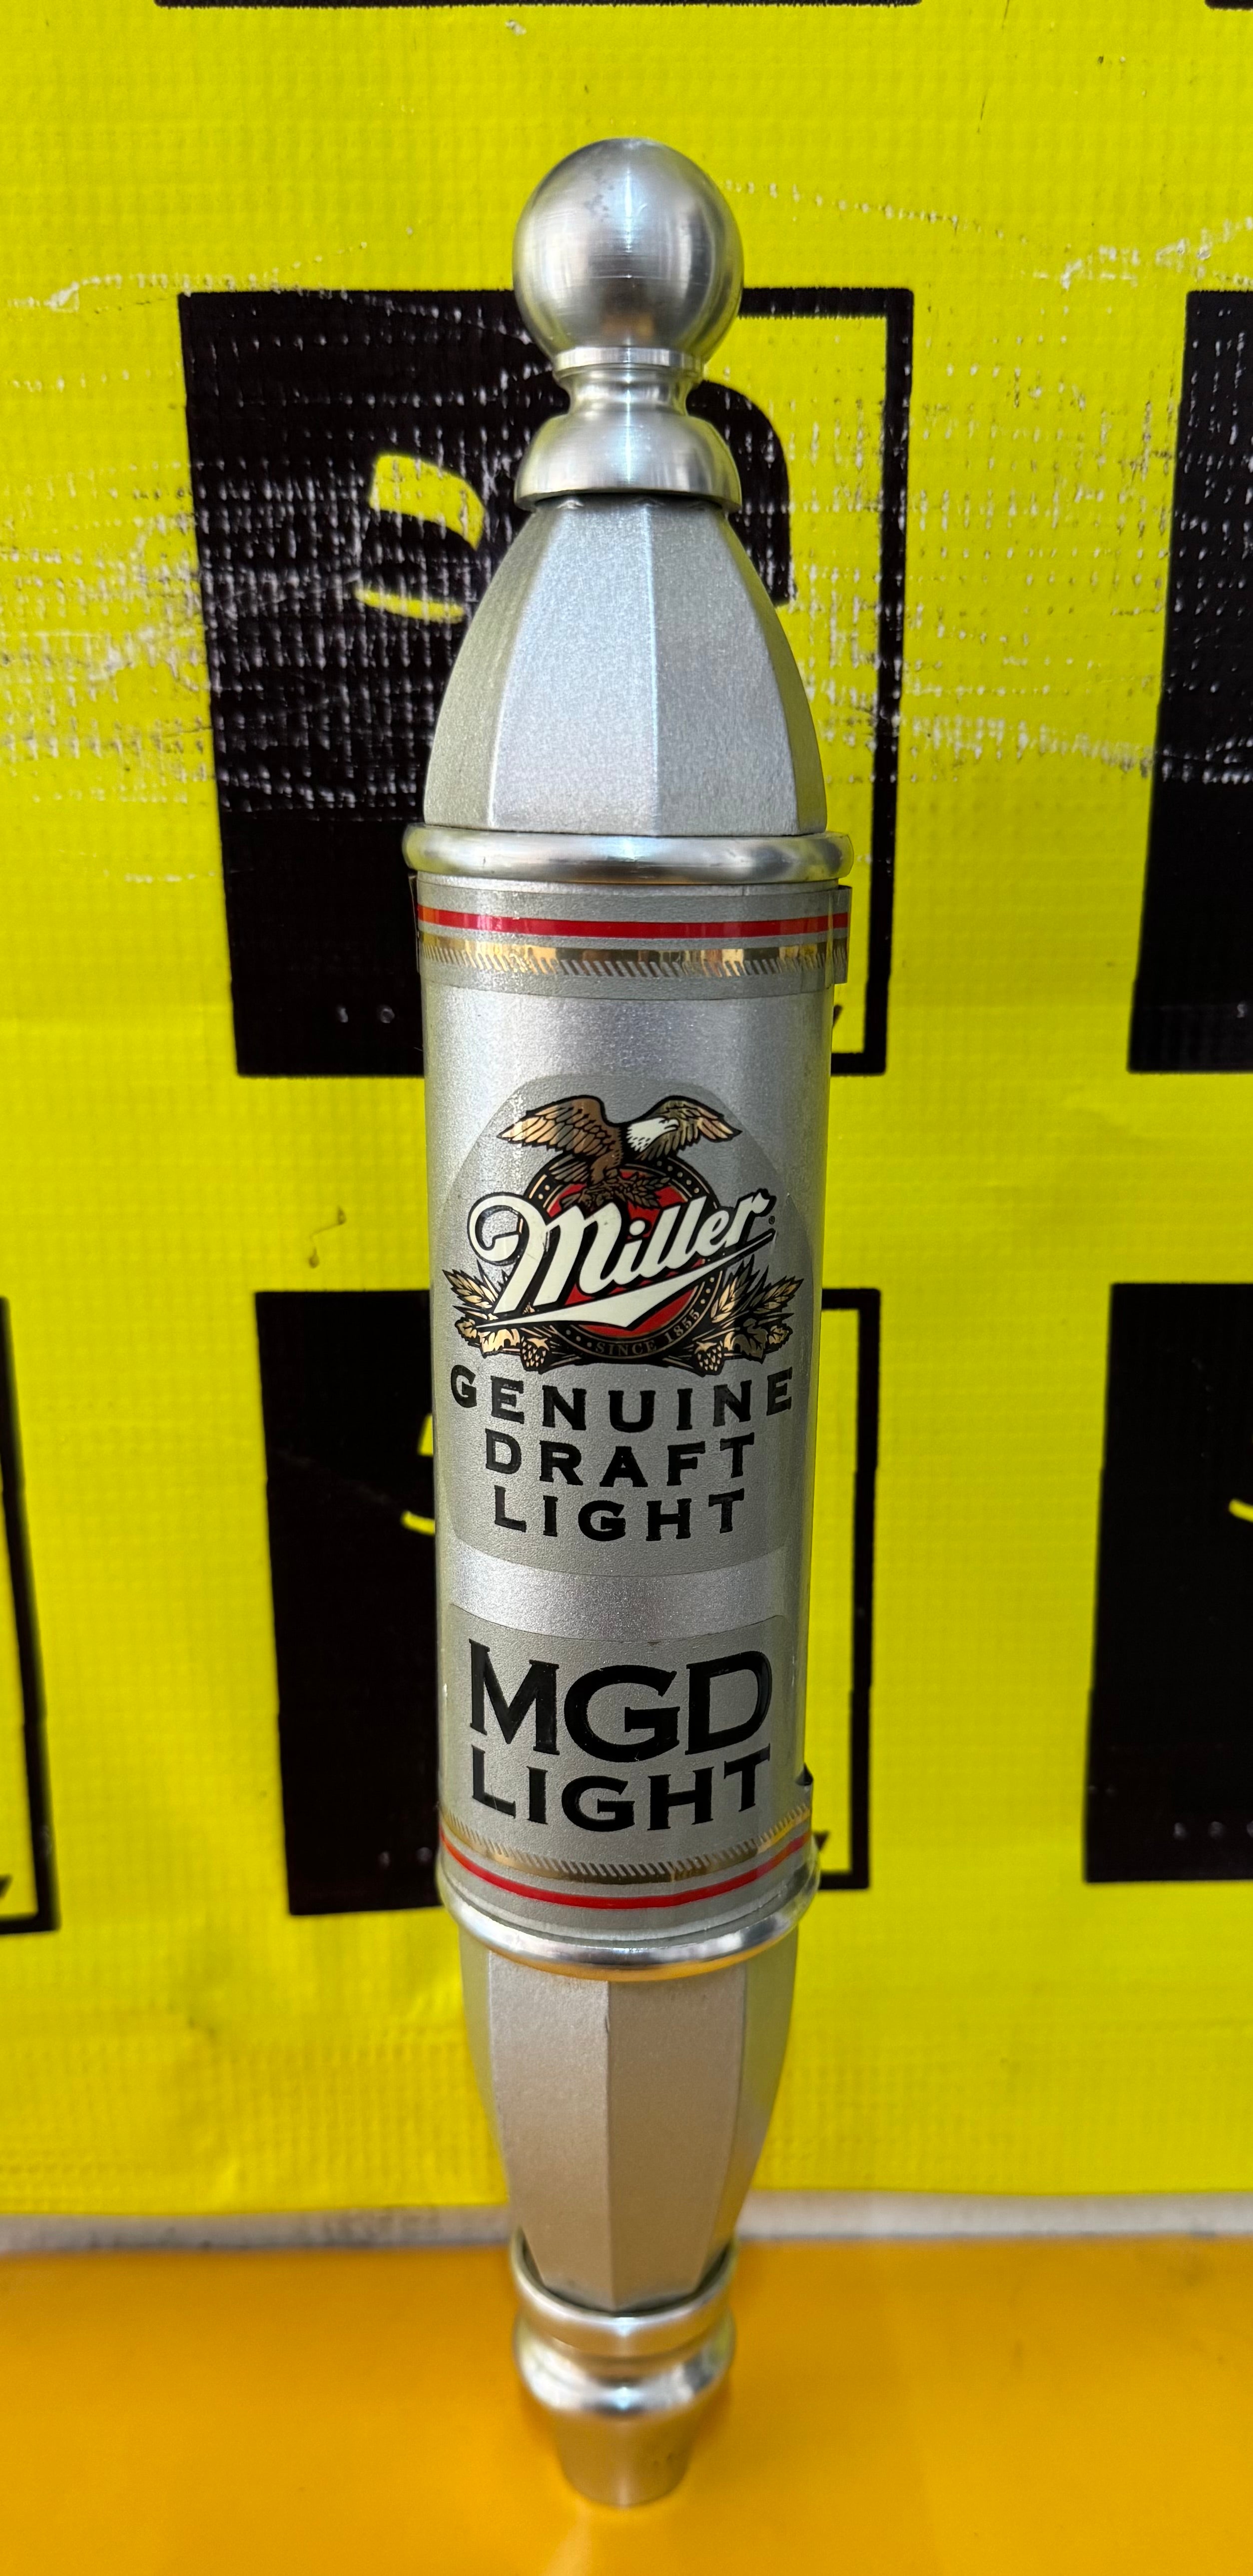 Miller®
SINCE 1855
GENUINE
DRAFT
LIGHT
MGD
LIGHT